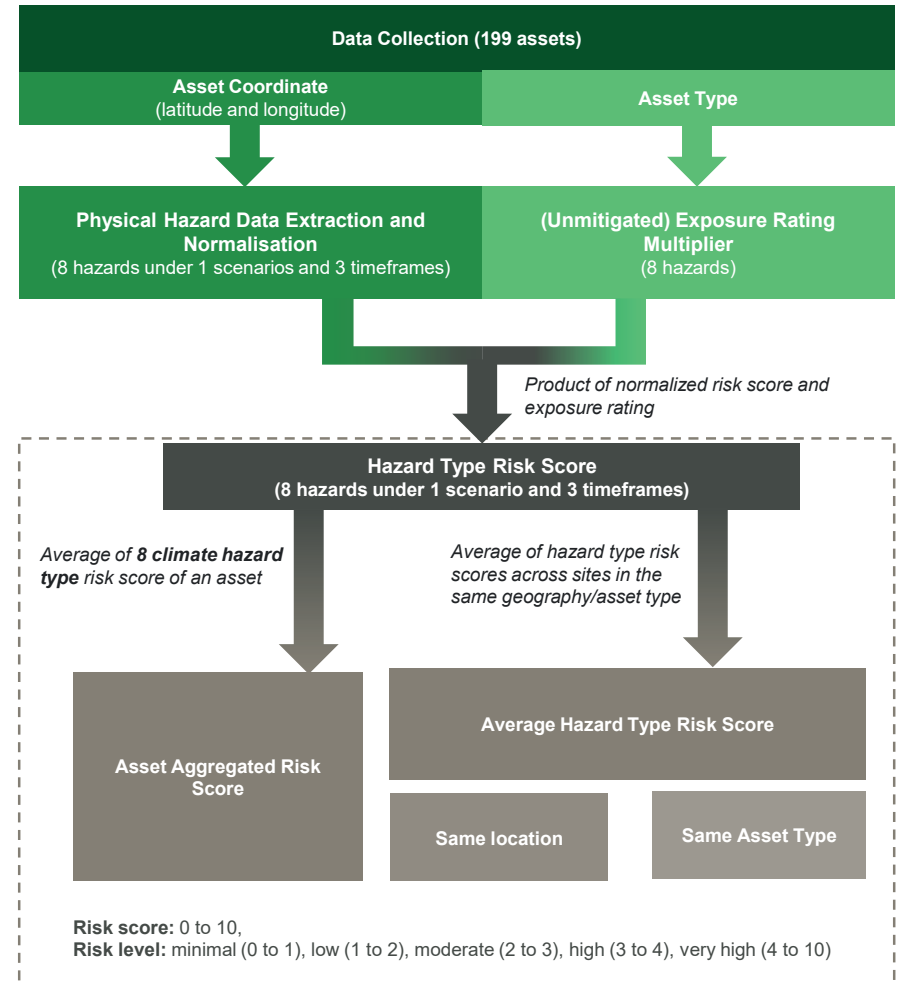 Data Collection (199 assets)
Asset Coordinate
(latitude and longitude)
Asset Type
Physical Hazard Data Extraction and
Normalisation
(8 hazards under 1 scenarios and 3 timeframes)
(Unmitigated) Exposure Rating
Multiplier
(8 hazards)
Product of normalized risk score and
exposure rating
Hazard Type Risk Score
(8 hazards under 1 scenario and 3 timeframes)
Average of 8 climate hazard
type risk score of an asset
Average of hazard type risk
scores across sites in the
same geography/asset type
Asset Aggregated Risk
Score
Average Hazard Type Risk Score
Same location
Same Asset Type
Risk score: 0 to 10,
Risk level: minimal (0 to 1), low (1 to 2), moderate (2 to 3), high (3 to 4), very high (4 to 10)